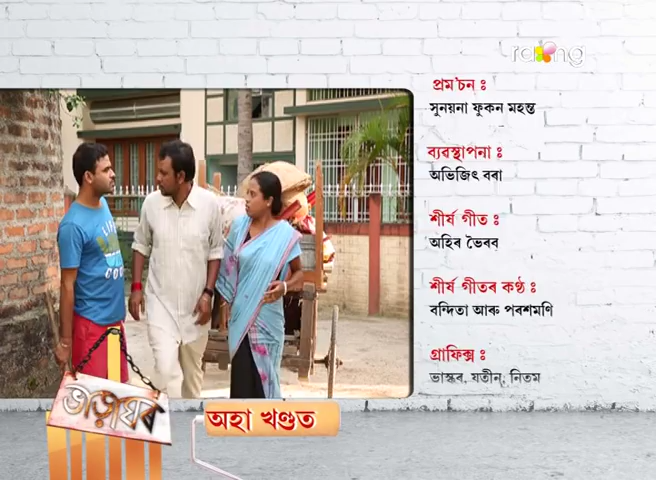 rang
প্ৰম'চন ঃ
সুনয়না ফুকন মহন্ত
ব্যৱস্থাপনা ঃ
অভিজিৎ বৰা
শীৰ্ষ গীত ঃ
অহিৰ ভৈৰৱ
শীৰ্ষ গীতৰ কণ্ঠ ঃ
বন্দিতা আৰু পৰশমণি
গ্ৰাফিক্স ঃ
ভাস্কৰ, যতীন, নিতম
ভাড়াঘৰ
অহা খণ্ডত